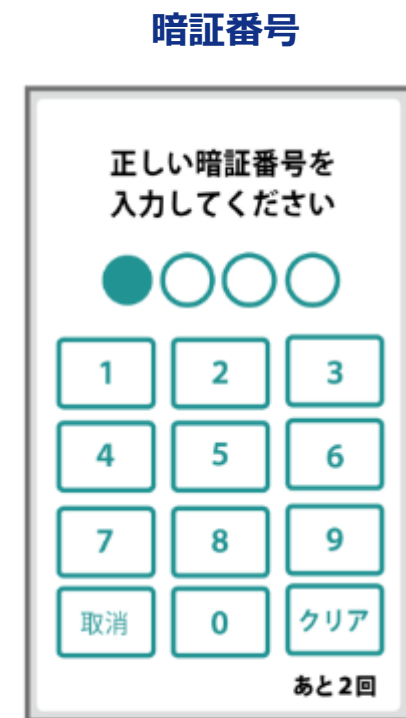 暗証番号
正しい暗証番号を
入力してください
1 2 3
4 5 6
7 8 9
取消 0 クリア
あと2回